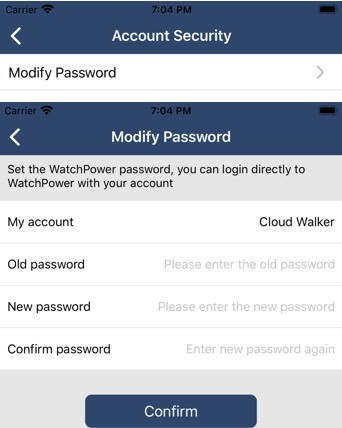 Carrier 7:04 PM
Account Security
Modify Password
Carrier 7:04 PM
Modify Password
Set the WatchPower password, you can login directly to
WatchPower with your account
My account Cloud Walker
Old password Please enter the old password
New password Please enter the new password
Confirm password Enter new password again
Confirm